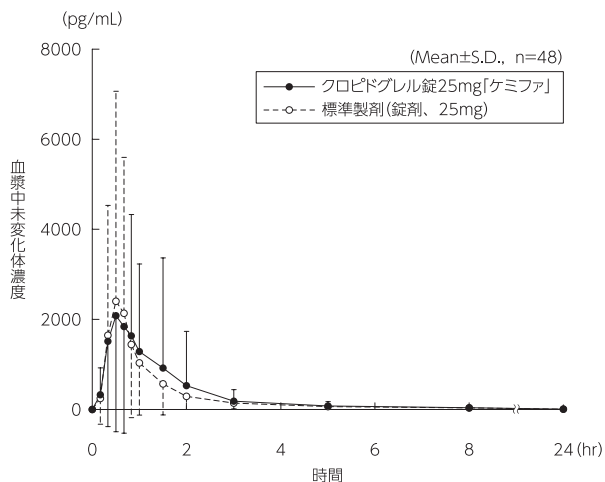 (pg/mL)
8000
(Mean±S.D., n=48)
クロピドグレル錠25mg「ケミファ」
標準製剤(錠剤、25mg)
6000
4000
2000
0
血漿中未変化体濃度
0 2 4 6 8 24 (hr)
時間